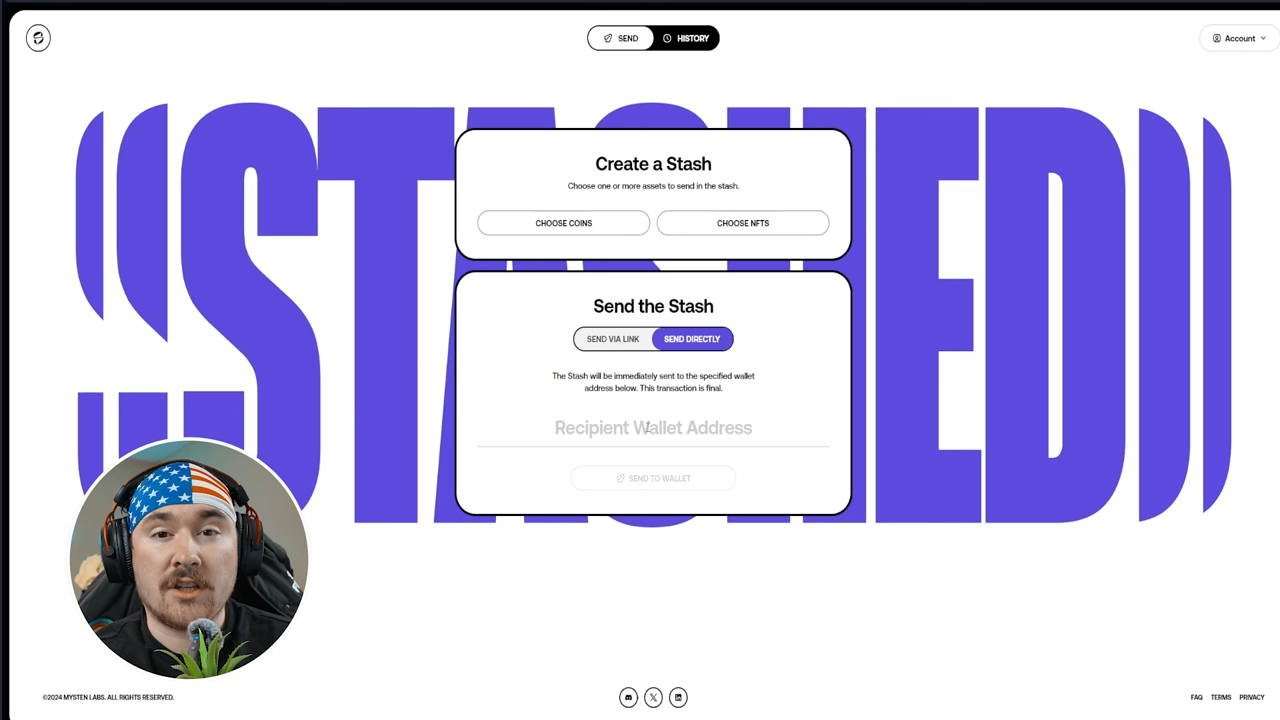 SEND
HISTORY
Account
STASHED
Create a Stash
Choose one or more assets to send in the stash.
CHOOSE COINS
CHOOSE NFTS
Send the Stash
SEND VIA LINK
SEND DIRECTLY
The Stash will be immediately sent to the specified wallet
address below. This transaction is final.
Recipient Wallet Address
SEND TO WALLET
©2024 MYSTEN LABS. ALL RIGHTS RESERVED.
FAQ
TERMS
PRIVACY